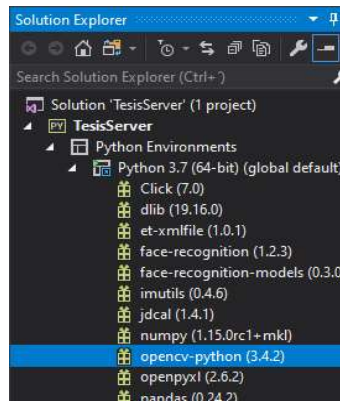 Solution Explorer
Search Solution Explorer (Ctrl+´)
Solution 'TesisServer' (1 project)
PY TesisServer
Python Environments
Python 3.7 (64-bit) (global default)
Click (7.0)
dlib (19.16.0)
et-xmlfile (1.0.1)
face-recognition (1.2.3)
face-recognition-models (0.3.0
imutils (0.4.6)
jdcal (1.4.1)
numpy (1.15.0rc1+mkl)
opencv-python (3.4.2)
openpyxl (2.6.2)
pandas (0.24.2)